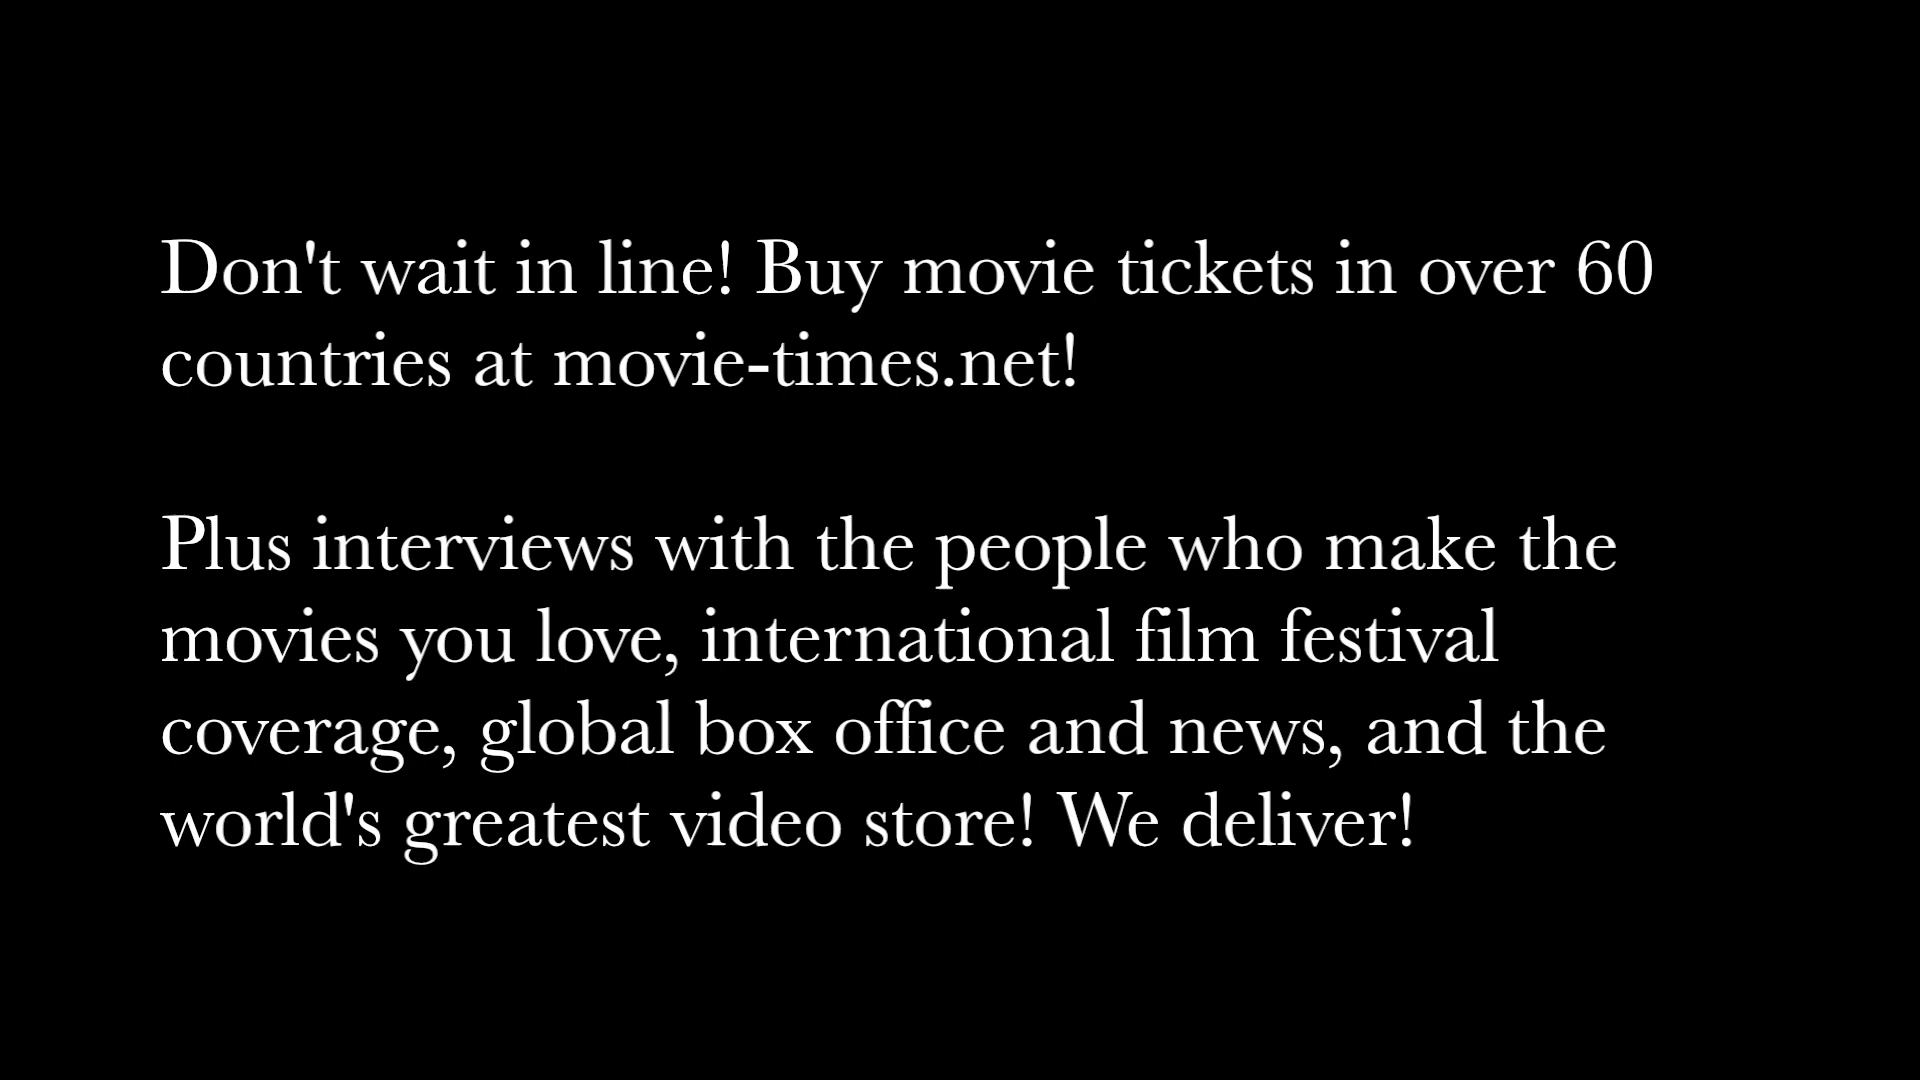 Don't wait in line! Buy movie tickets in over 60
countries at movie-times.net!
Plus interviews with the people who make the
movies you love, international film festival
coverage, global box office and news, and the
world's greatest video store! We deliver!